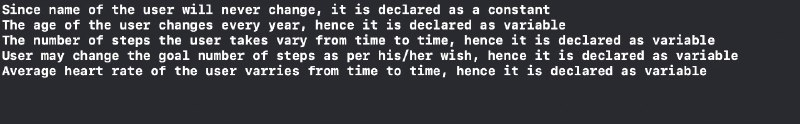 Since name of the user will never change, it is declared as a constant
The age of the user changes every year, hence it is declared as variable
The number of steps the user takes vary from time to time, hence it is declared as variable
User may change the goal number of steps as per his/her wish, hence it is declared as variable
Average heart rate of the user varries from time to time, hence it is declared as variable